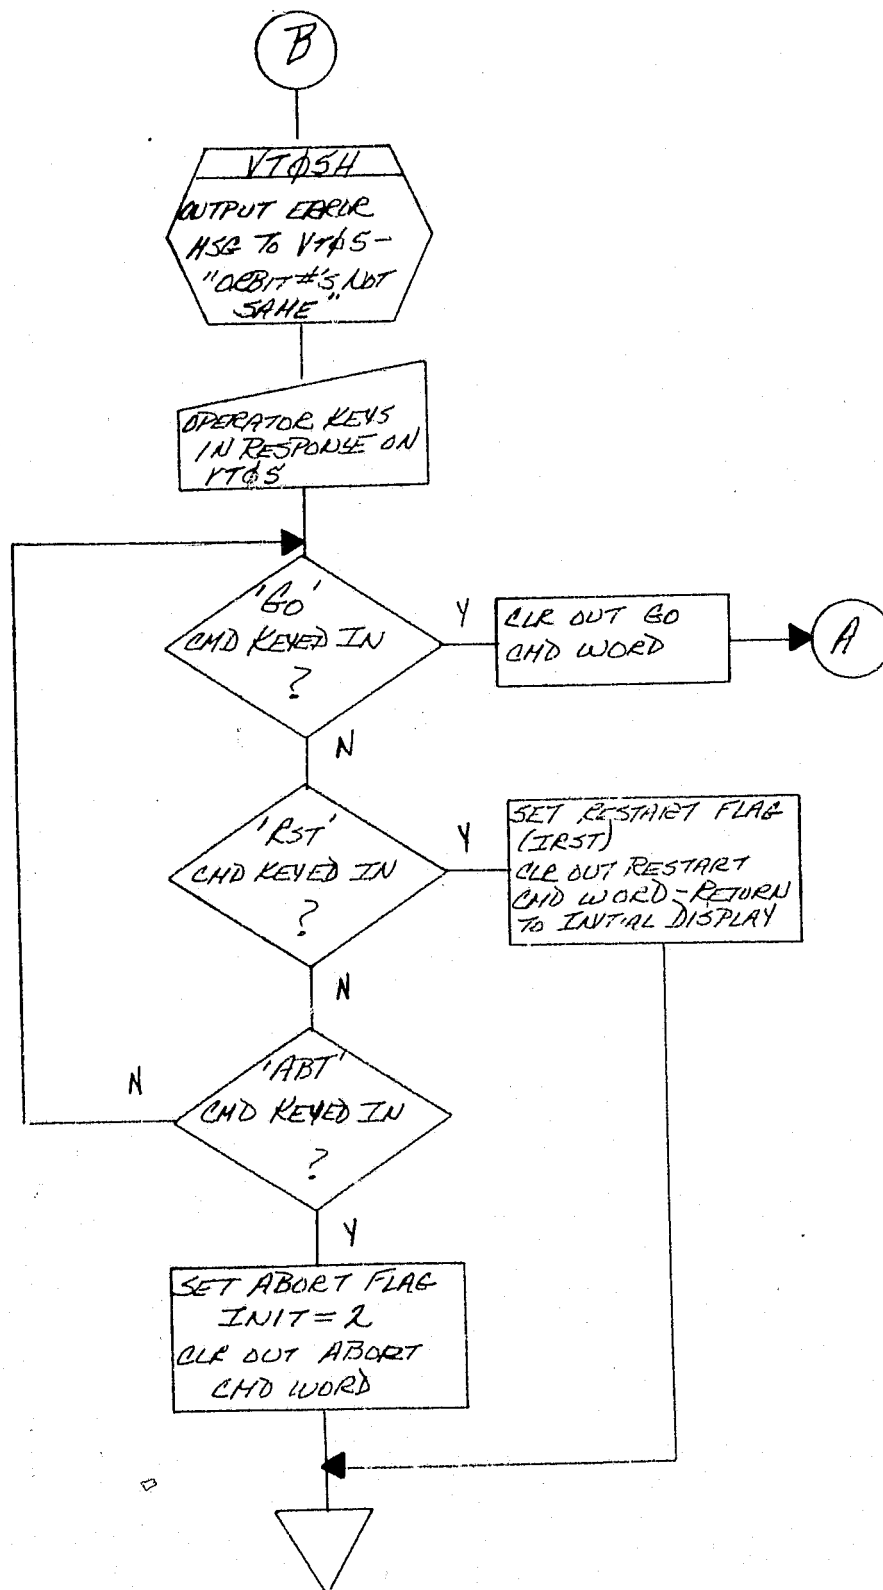 B
VTØ5H
OUTPUT ERROR
MSG TO VTØ5-
"ORBIT #'S NOT
SAME"
OPERATOR KEYS
IN RESPONSE ON
VTØ5
'GO'
CMD KEYED IN
?
Y
CLR OUT GO
CMD WORD
A
N
'RST'
CMD KEYED IN
?
Y
SET RESTART FLAG
(IRST)
CLR OUT RESTART
CMD WORD-RETURN
TO INITIAL DISPLAY
N
'ABT'
CMD KEYED IN
?
N
Y
SET ABORT FLAG
INIT=2
CLR OUT ABORT
CMD WORD